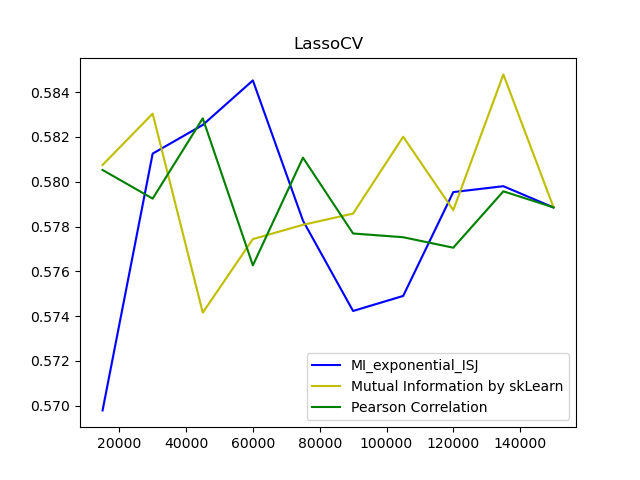 LassoCV
0.584
0.582
0.580
0.578
0.576
0.574
0.572
0.570
MI_exponential_ISJ
Mutual Information by skLearn
Pearson Correlation
20000 40000 60000 80000 100000 120000 140000